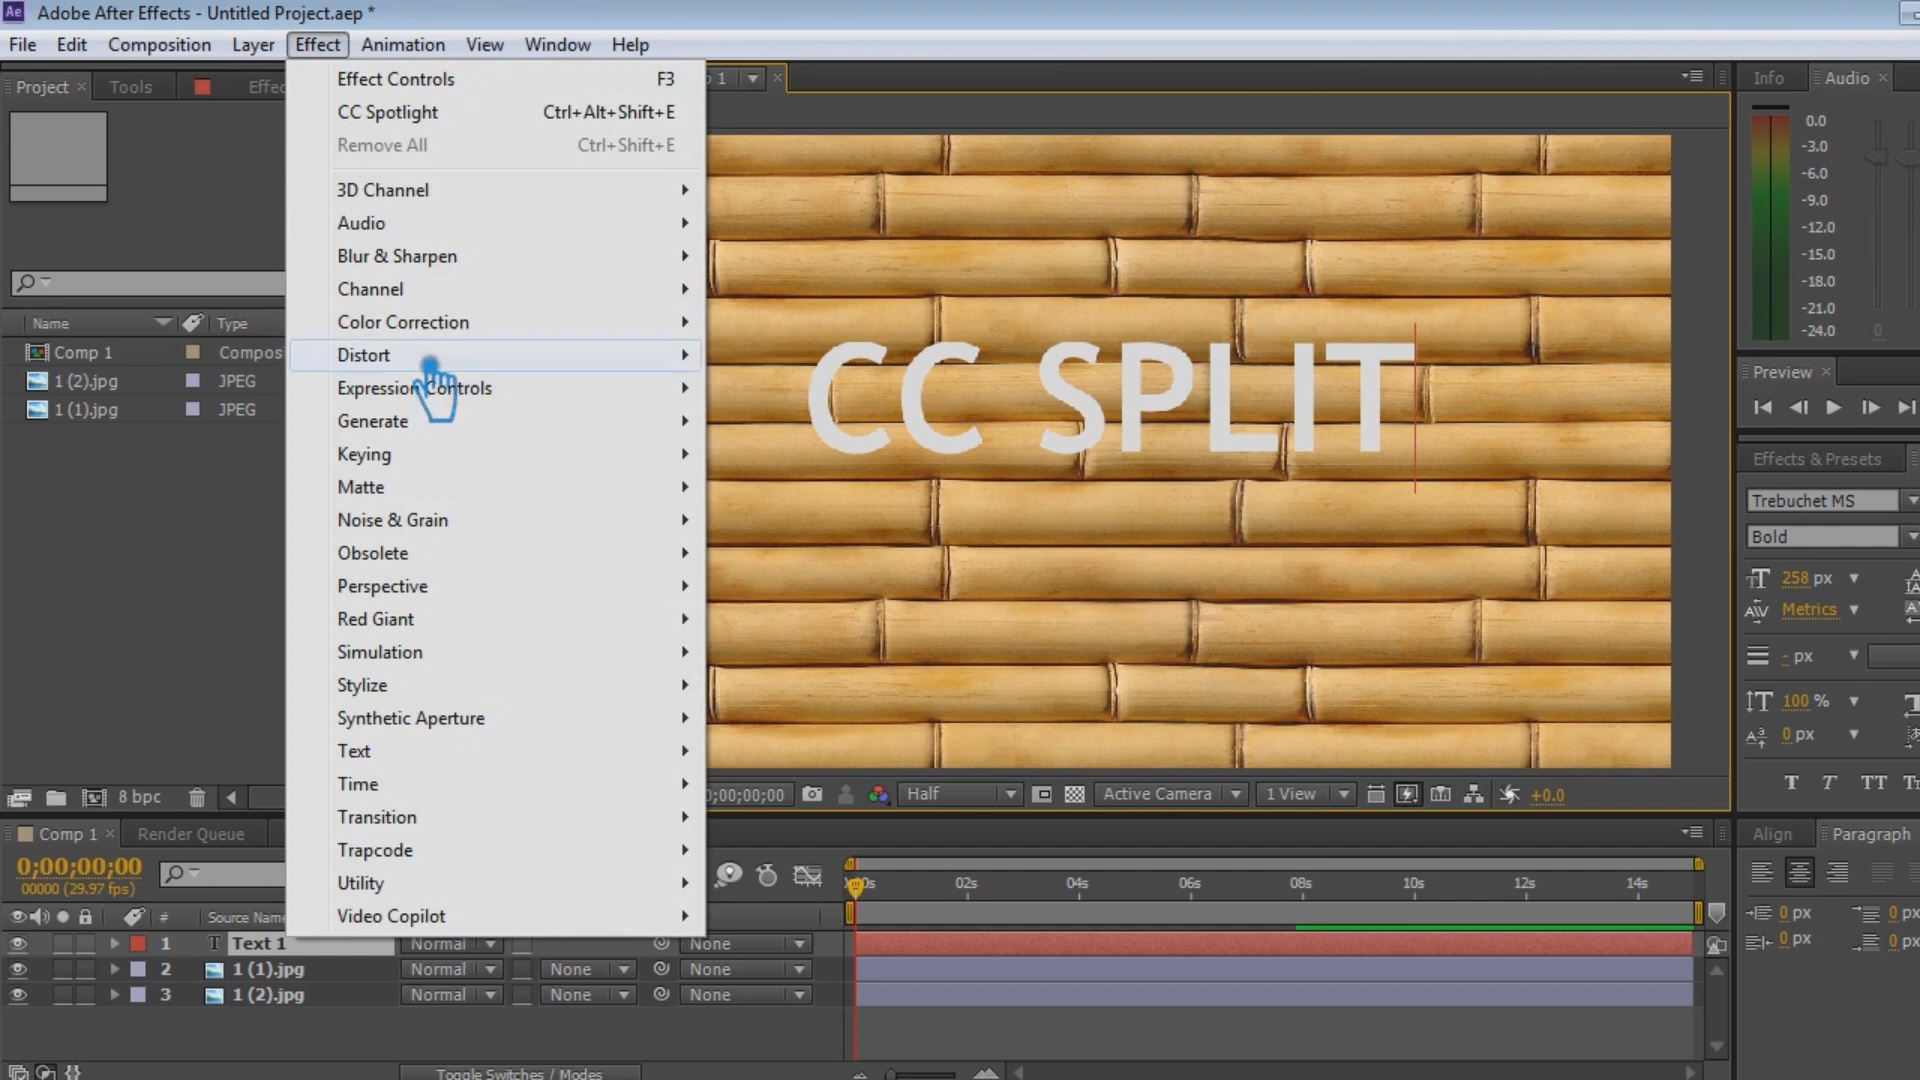 Ae Adobe After Effects - Untitled Project.aep *
File Edit Composition Layer Effect Animation View Window Help
Project × Tools
Effect Controls F3
CC Spotlight Ctrl+Alt+Shift+E
Remove All Ctrl+Shift+E
3D Channel
Audio
Blur & Sharpen
Channel
Color Correction
Distort
Expression Controls
Generate
Keying
Matte
Noise & Grain
Obsolete
Perspective
Red Giant
Simulation
Stylize
Synthetic Aperture
Text
Time
Transition
Trapcode
Utility
Video Copilot
Name Type
Comp 1
1 (2).jpg JPEG
1 (1).jpg JPEG
8 bpc
CC SPLIT
Half Active Camera 1 View +0.0
Info Audio ×
0.0
-3.0
-6.0
-9.0
-12.0
-15.0
-18.0
-21.0
-24.0 0
Preview ×
Effects & Presets
Trebuchet MS
Bold
258 px
Metrics
- px
100 %
0 px
T T TT
Comp 1 × Render Queue
0;00;00;00
00000 (29.97 fps)
02s 04s 06s 08s 10s 12s 14s
# Source Name
1 T Text 1 Normal None
2 1 (1).jpg Normal None None
3 1 (2).jpg Normal None None
Toggle Switches / Modes
Align Paragraph
0 px
0 px